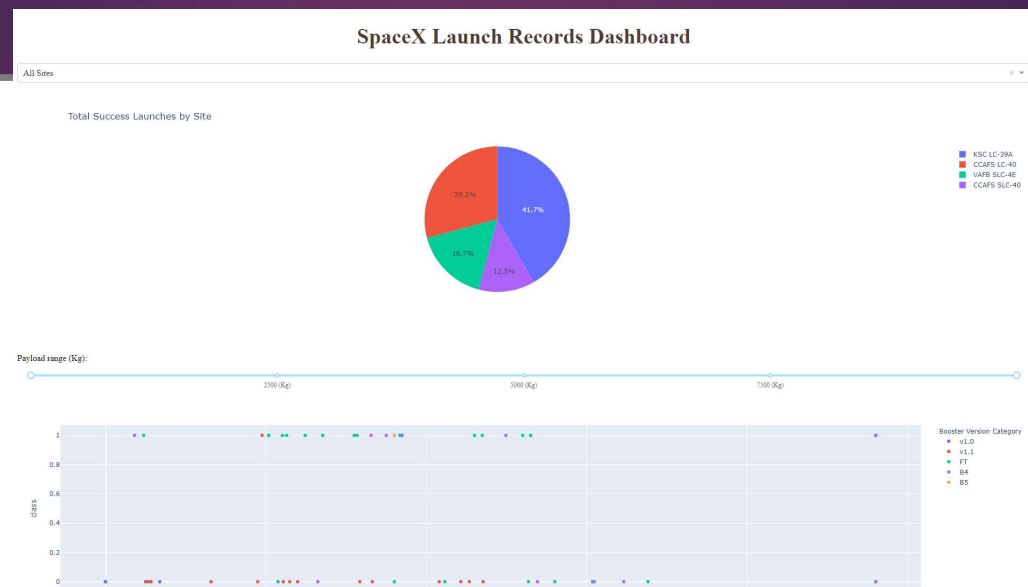 SpaceX Launch Records Dashboard
All Sites
Total Success Launches by Site
KSC LC-39A
CCAFS LC-40
VAFB SLC-4E
CCAFS SLC-40
29.2%
41.7%
16.7%
12.5%
Payload range (Kg):
2500 (Kg)
5000 (Kg)
7500 (Kg)
Booster Version Category
v1.0
v1.1
FT
B4
B5
class
1
0.8
0.6
0.4
0.2
0